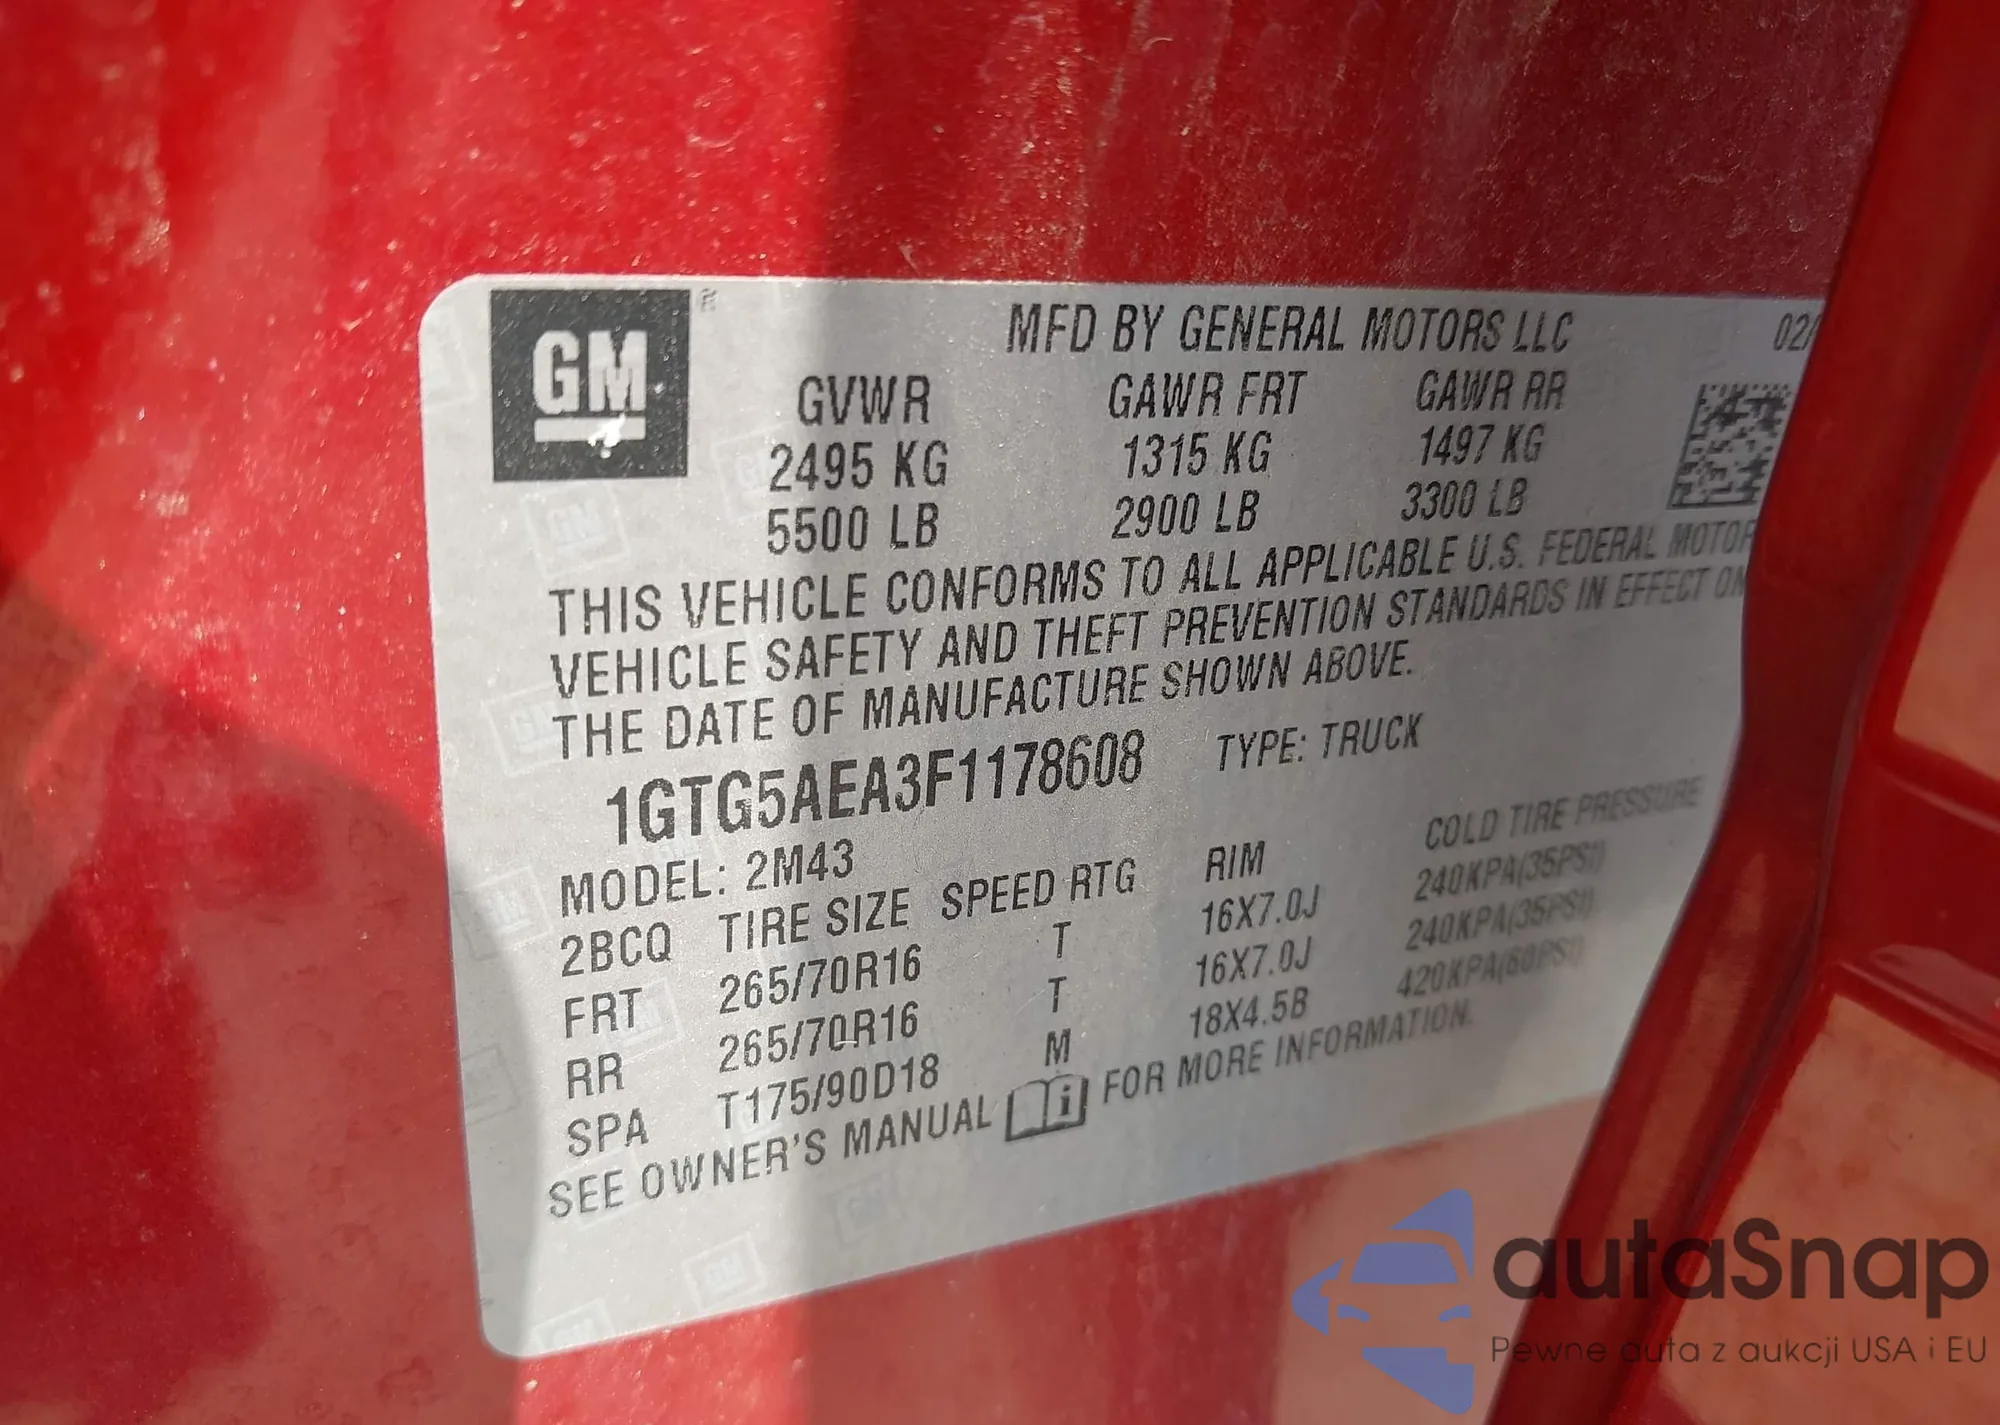 GM ®
MFD BY GENERAL MOTORS LLC 02/
GVWR GAWR FRT GAWR RR
2495 KG 1315 KG 1497 KG
5500 LB 2900 LB 3300 LB
THIS VEHICLE CONFORMS TO ALL APPLICABLE U.S. FEDERAL MOTOR
VEHICLE SAFETY AND THEFT PREVENTION STANDARDS IN EFFECT ON
THE DATE OF MANUFACTURE SHOWN ABOVE.
1GTG5AEA3F1178608 TYPE: TRUCK
MODEL: 2M43
2BCQ TIRE SIZE SPEED RTG RIM COLD TIRE PRESSURE
FRT 265/70R16 T 16X7.0J 240KPA(35PSI)
RR 265/70R16 T 16X7.0J 240KPA(35PSI)
SPA T175/90D18 M 18X4.5B 420KPA(60PSI)
SEE OWNER'S MANUAL i FOR MORE INFORMATION.
autaSnap
Pewne auta z aukcji USA i EU